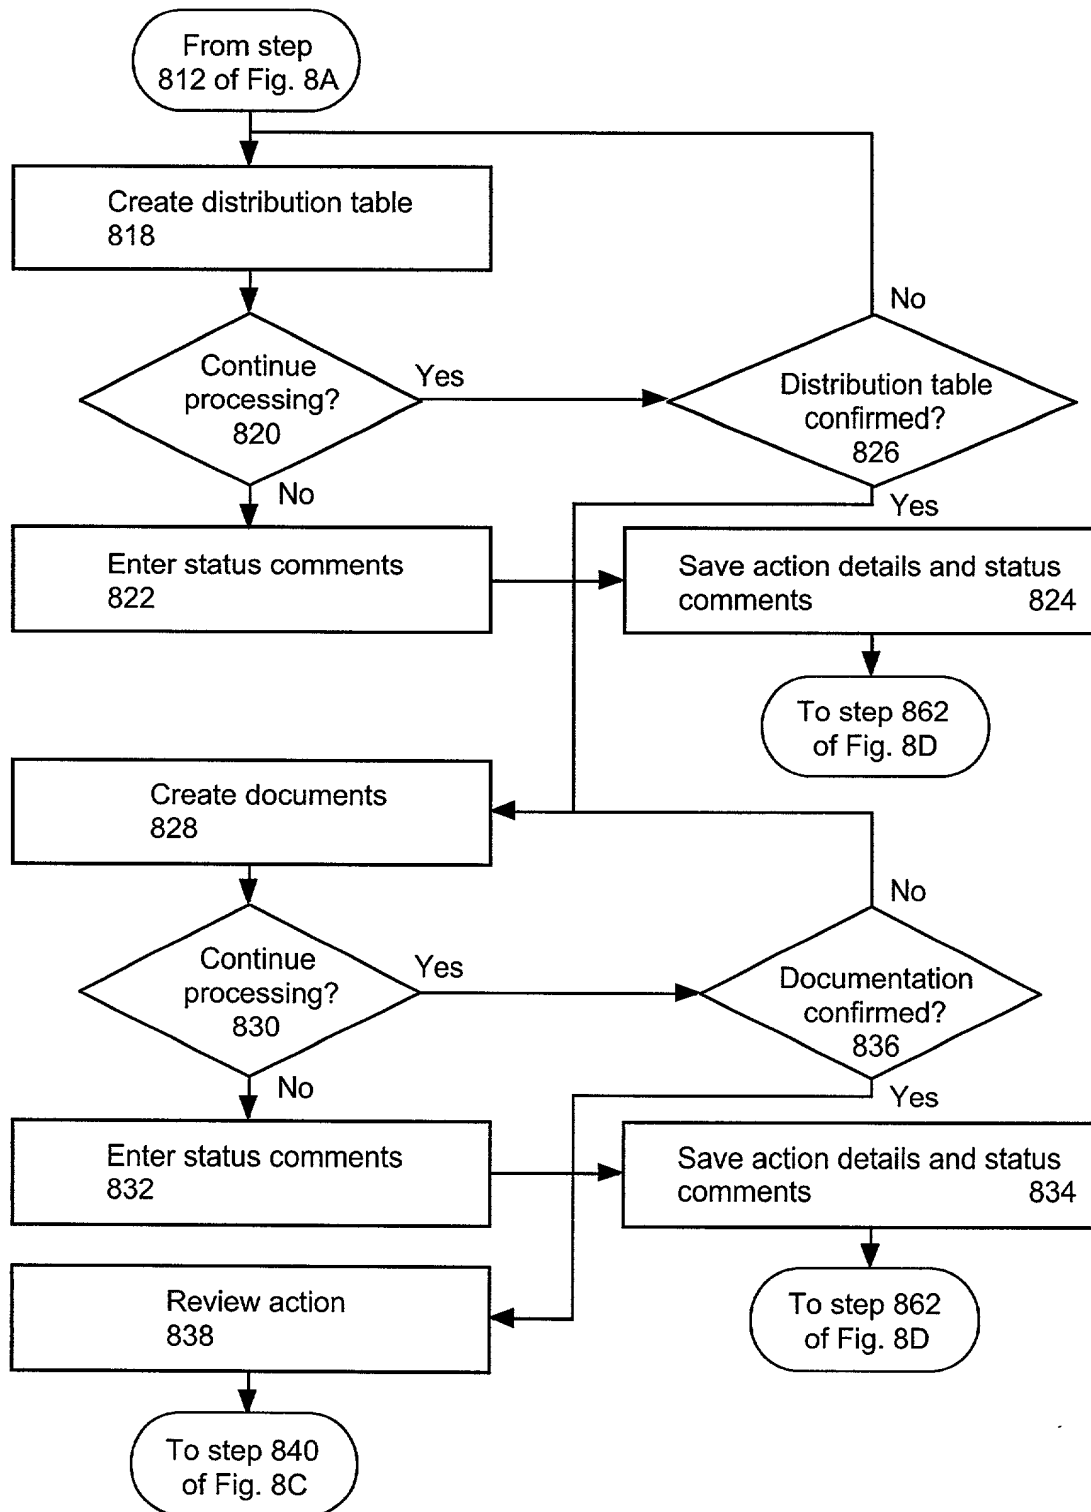 From step
812 of Fig. 8A
Create distribution table
818
No
Continue
processing?
820
Yes
Distribution table
confirmed?
826
No
Yes
Enter status comments
822
Save action details and status
comments 824
To step 862
of Fig. 8D
Create documents
828
No
Continue
processing?
830
Yes
Documentation
confirmed?
836
No
Yes
Enter status comments
832
Save action details and status
comments 834
Review action
838
To step 862
of Fig. 8D
To step 840
of Fig. 8C